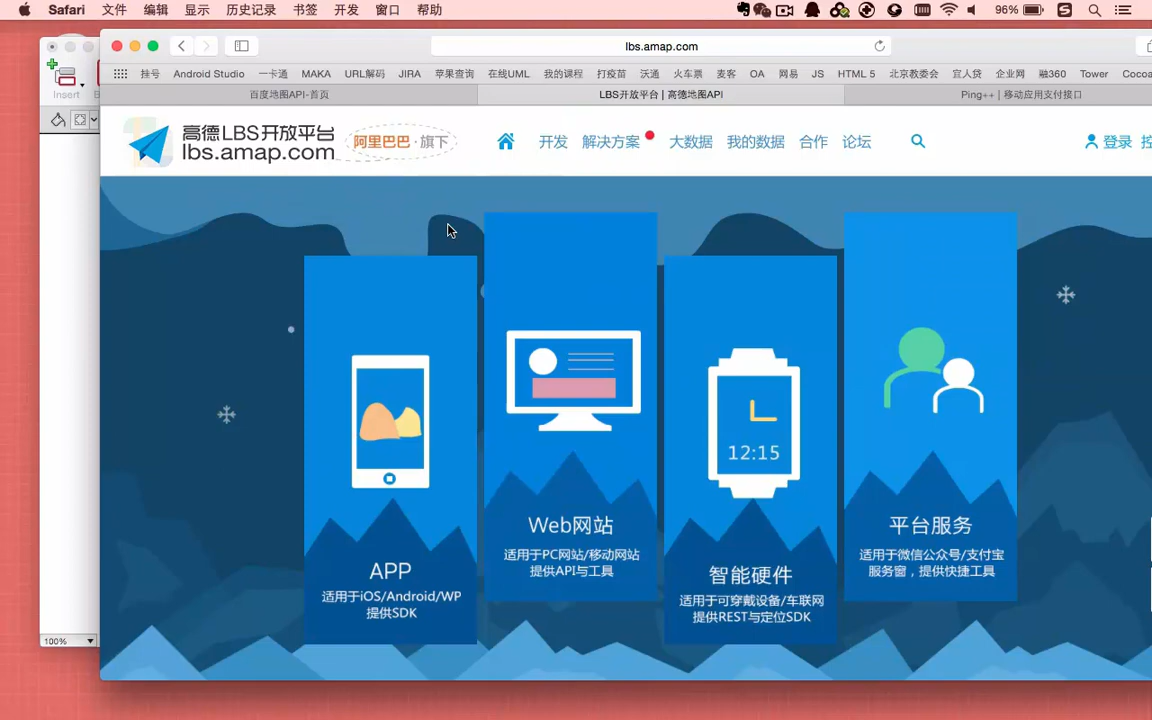 Safari 文件 编辑 显示 历史记录 书签 开发 窗口 帮助 96%
lbs.amap.com
挂号 Android Studio 一卡通 MAKA URL解码 JIRA 苹果查询 在线UML 我的课程 打疫苗 沃通 火车票 麦客 OA 网易 JS HTML 5 北京教委会 宜人贷 企业网 融360 Tower Cocoa
百度地图API-首页 LBS开放平台 | 高德地图API Ping++ | 移动应用支付接口
Insert
高德LBS开放平台
lbs.amap.com
阿里巴巴·旗下
开发 解决方案 大数据 我的数据 合作 论坛 登录 控
12:15
APP
适用于iOS/Android/WP
提供SDK
Web网站
适用于PC网站/移动网站
提供API与工具
智能硬件
适用于可穿戴设备/车联网
提供REST与定位SDK
平台服务
适用于微信公众号/支付宝
服务窗，提供快捷工具
100%